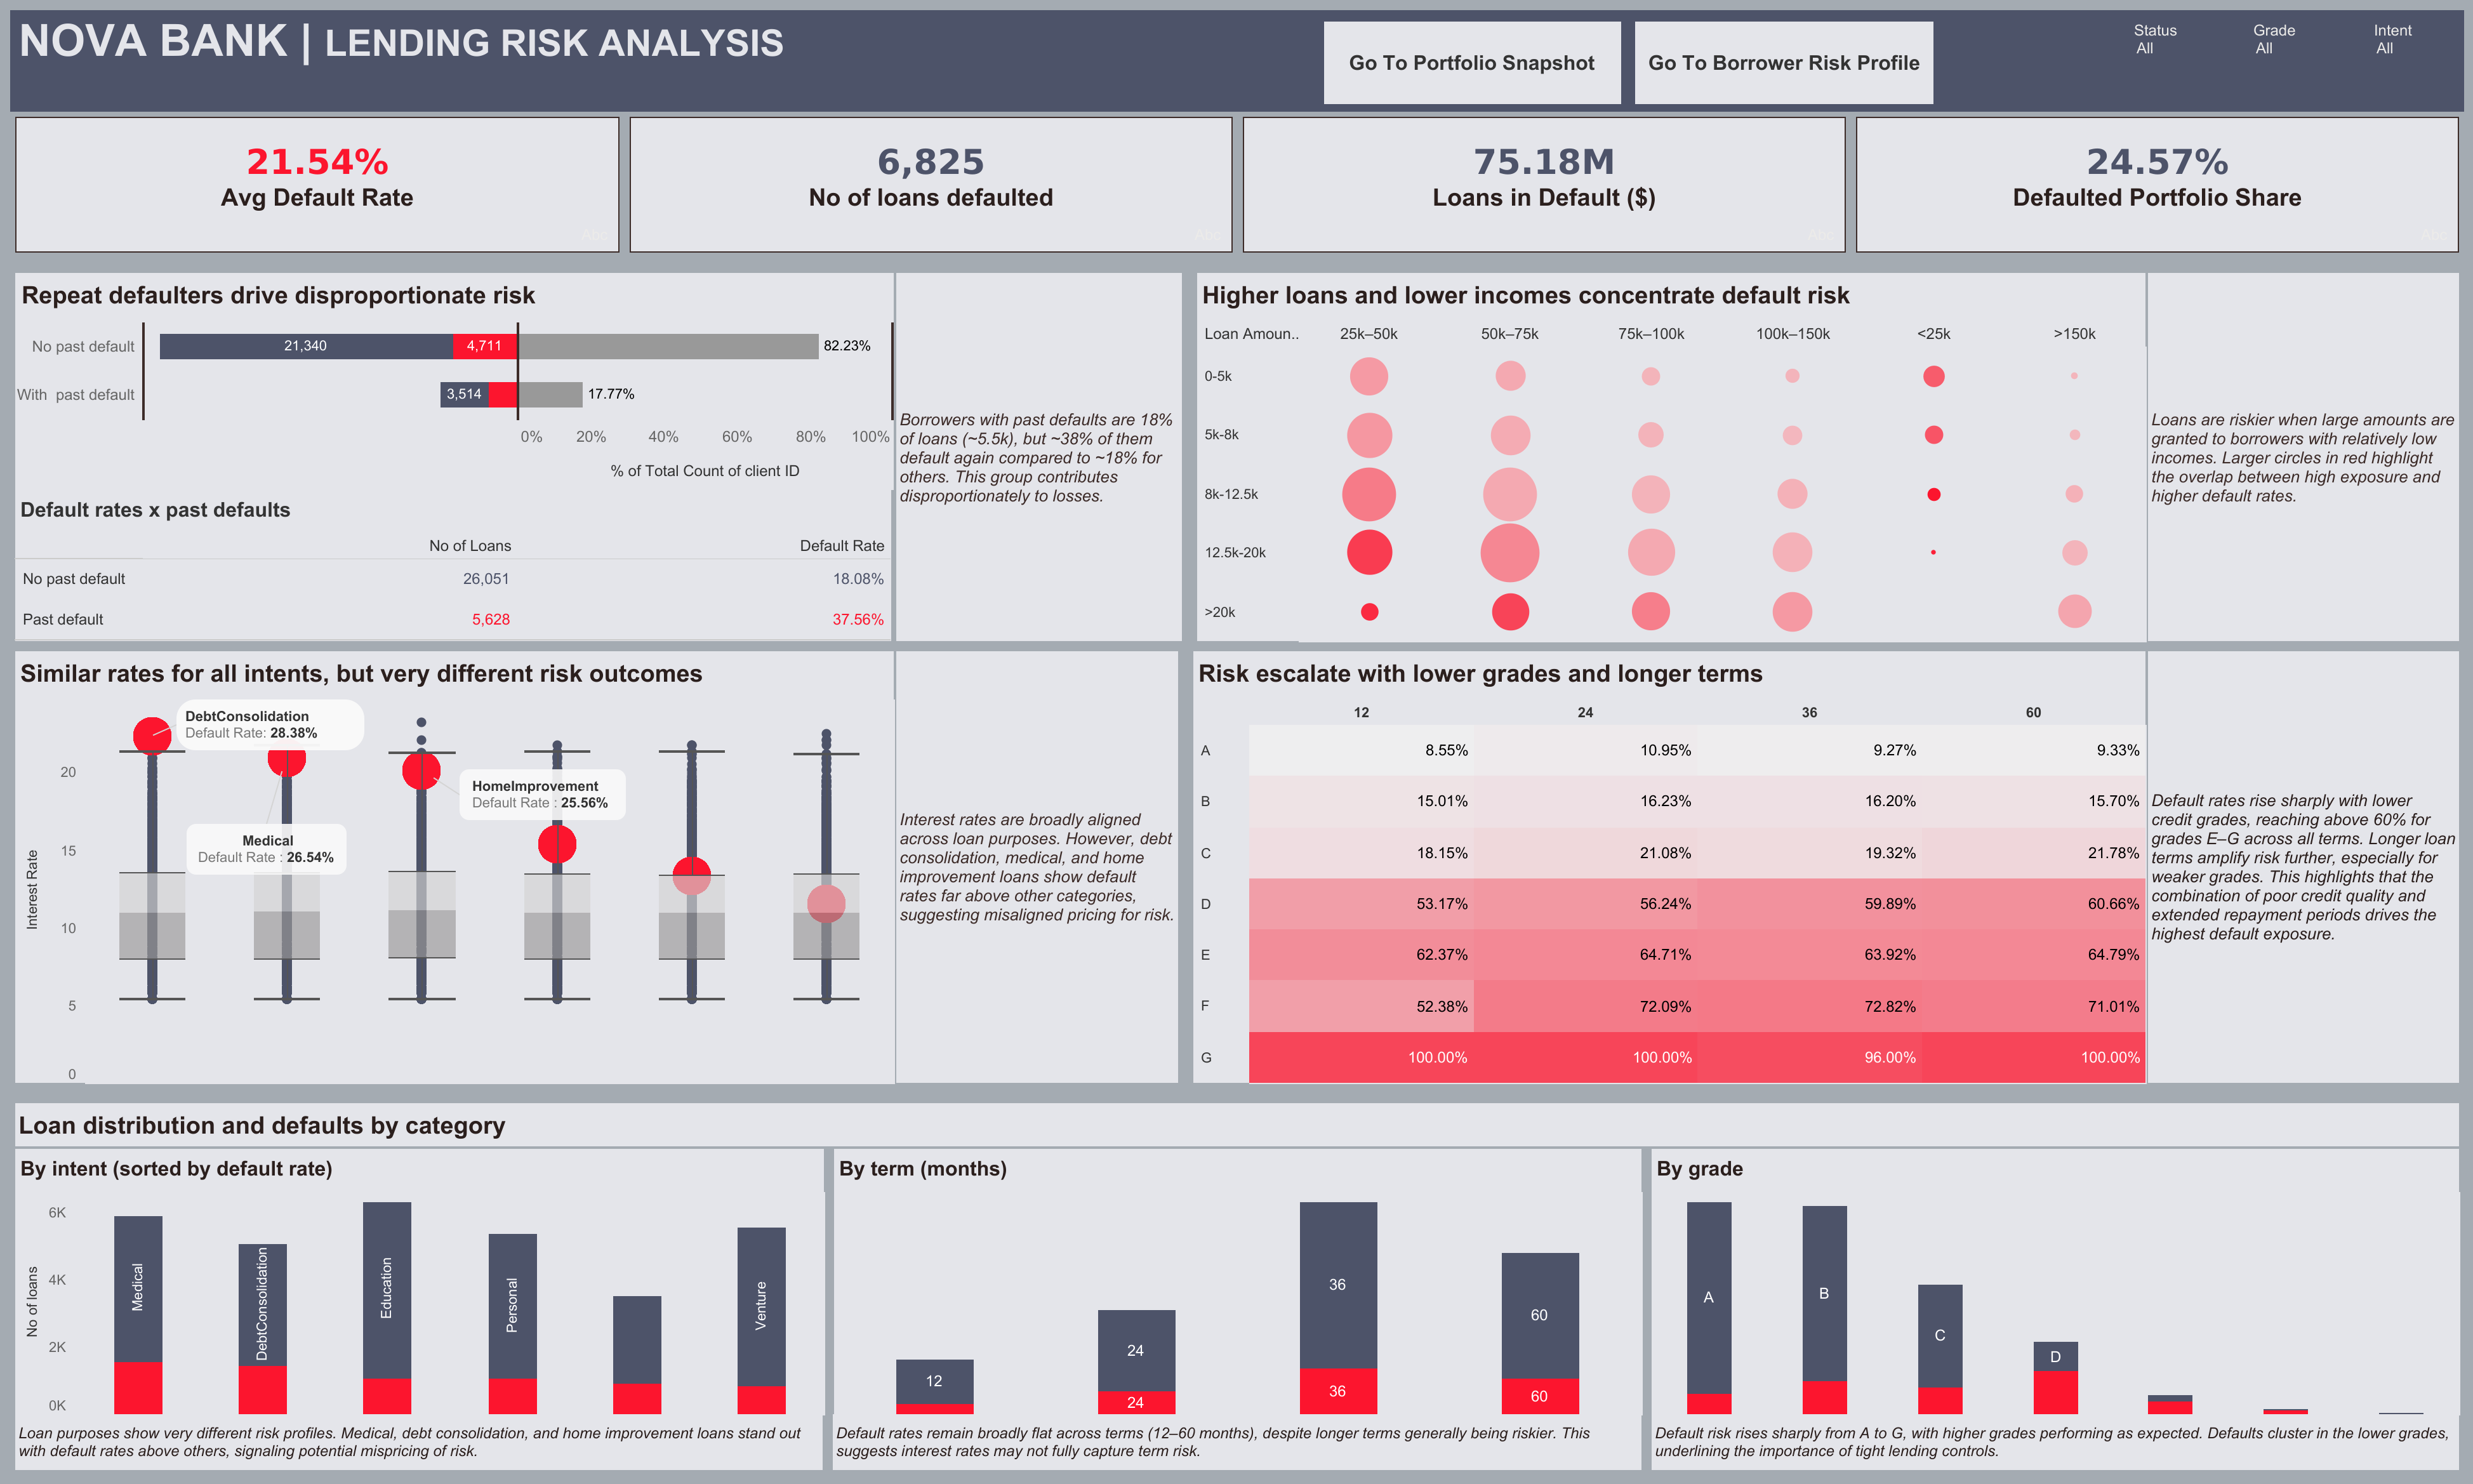 NOVA BANK | LENDING RISK ANALYSIS
Go To Portfolio Snapshot
Go To Borrower Risk Profile
Status
All
Grade
All
Intent
All
21.54%
Avg Default Rate
Abc
6,825
No of loans defaulted
Abc
75.18M
Loans in Default ($)
Abc
24.57%
Defaulted Portfolio Share
Abc
Repeat defaulters drive disproportionate risk
No past default 21,340 4,711 82.23%
With past default 3,514 17.77%
0% 20% 40% 60% 80% 100%
% of Total Count of client ID
Default rates x past defaults
No of Loans Default Rate
No past default 26,051 18.08%
Past default 5,628 37.56%
Borrowers with past defaults are 18%
of loans (~5.5k), but ~38% of them
default again compared to ~18% for
others. This group contributes
disproportionately to losses.
Higher loans and lower incomes concentrate default risk
Loan Amoun.. 25k–50k 50k–75k 75k–100k 100k–150k <25k >150k
0-5k
5k-8k
8k-12.5k
12.5k-20k
>20k
Loans are riskier when large amounts are
granted to borrowers with relatively low
incomes. Larger circles in red highlight
the overlap between high exposure and
higher default rates.
Similar rates for all intents, but very different risk outcomes
DebtConsolidation
Default Rate: 28.38%
HomeImprovement
Default Rate : 25.56%
Medical
Default Rate : 26.54%
Interest Rate
20
15
10
5
0
Interest rates are broadly aligned
across loan purposes. However, debt
consolidation, medical, and home
improvement loans show default
rates far above other categories,
suggesting misaligned pricing for risk.
Risk escalate with lower grades and longer terms
12 24 36 60
A 8.55% 10.95% 9.27% 9.33%
B 15.01% 16.23% 16.20% 15.70%
C 18.15% 21.08% 19.32% 21.78%
D 53.17% 56.24% 59.89% 60.66%
E 62.37% 64.71% 63.92% 64.79%
F 52.38% 72.09% 72.82% 71.01%
G 100.00% 100.00% 96.00% 100.00%
Default rates rise sharply with lower
credit grades, reaching above 60% for
grades E–G across all terms. Longer loan
terms amplify risk further, especially for
weaker grades. This highlights that the
combination of poor credit quality and
extended repayment periods drives the
highest default exposure.
Loan distribution and defaults by category
By intent (sorted by default rate)
No of loans
6K
4K
2K
0K
Medical
DebtConsolidation
Education
Personal
Venture
Loan purposes show very different risk profiles. Medical, debt consolidation, and home improvement loans stand out
with default rates above others, signaling potential mispricing of risk.
By term (months)
12
24
24
36
36
60
60
Default rates remain broadly flat across terms (12–60 months), despite longer terms generally being riskier. This
suggests interest rates may not fully capture term risk.
By grade
A
B
C
D
Default risk rises sharply from A to G, with higher grades performing as expected. Defaults cluster in the lower grades,
underlining the importance of tight lending controls.